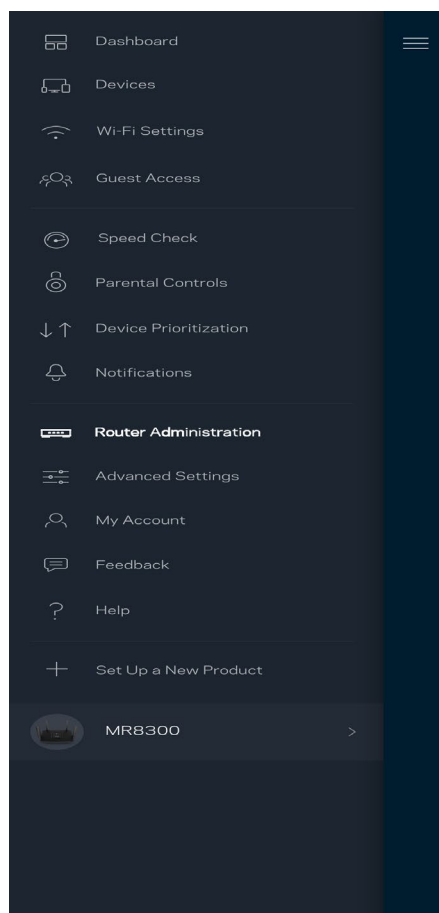 Dashboard
Devices
Wi-Fi Settings
Guest Access
Speed Check
Parental Controls
Device Prioritization
Notifications
Router Administration
Advanced Settings
My Account
Feedback
? Help
+ Set Up a New Product
MR8300 >